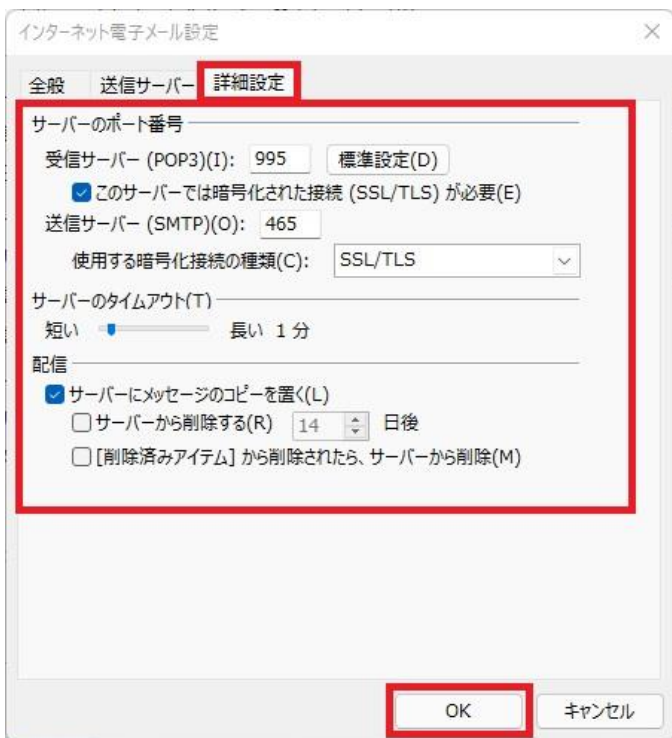 インターネット電子メール設定
全般 送信サーバー 詳細設定
サーバーのポート番号
受信サーバー (POP3)(I): 995 標準設定(D)
このサーバーでは暗号化された接続 (SSL/TLS) が必要(E)
送信サーバー (SMTP)(O): 465
使用する暗号化接続の種類(C): SSL/TLS
サーバーのタイムアウト(T)
短い 長い 1 分
配信
サーバーにメッセージのコピーを置く(L)
サーバーから削除する(R) 14 日後
[削除済みアイテム] から削除されたら、サーバーから削除(M)
OK キャンセル